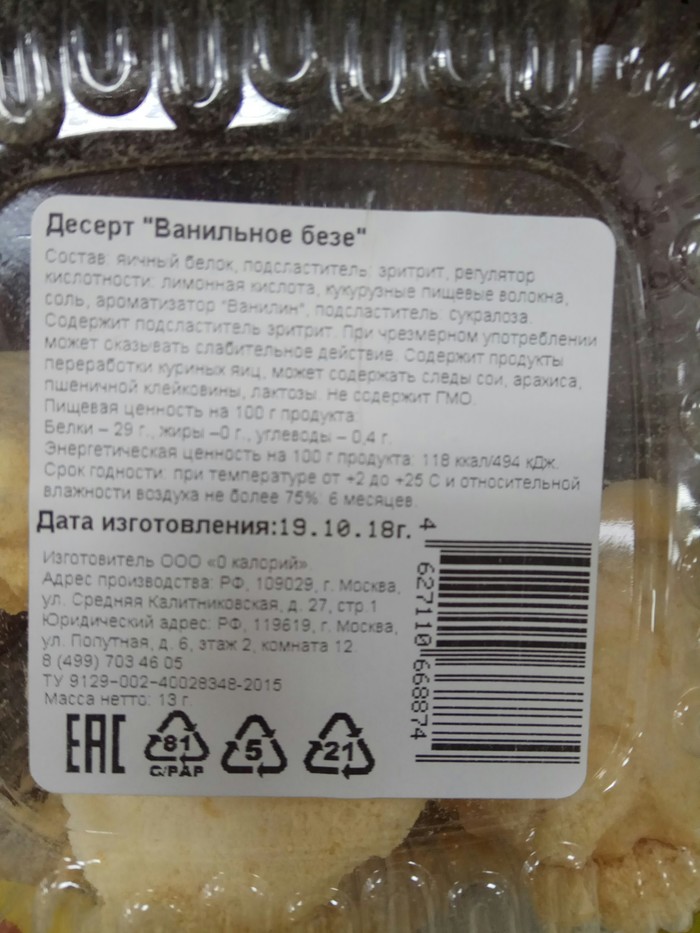 Десерт "Ванильное безе"
Состав: яичный белок, подсластитель: эритрит, регулятор
кислотности: лимонная кислота, кукурузные пищевые волокна,
соль, ароматизатор "Ванилин", подсластитель: сукралоза.
Содержит подсластитель эритрит. При чрезмерном употреблении
может оказывать слабительное действие. Содержит продукты
переработки куриных яиц, может содержать следы сои, арахиса,
пшеничной клейковины, лактозы. Не содержит ГМО.
Пищевая ценность на 100 г продукта:
Белки – 29 г., жиры –0 г., углеводы – 0,4 г.
Энергетическая ценность на 100 г продукта: 118 ккал/494 кДж.
Срок годности: при температуре от +2 до +25 С и относительной
влажности воздуха не более 75% 6 месяцев.
Дата изготовления:19.10.18г.
Изготовитель ООО «0 калорий»
Адрес производства: РФ, 109029, г. Москва,
ул. Средняя Калитниковская, д. 27, стр.1
Юридический адрес: РФ, 119619, г. Москва,
ул. Попутная, д. 6, этаж 2, комната 12
8 (499) 703 46 05
ТУ 9129-002-40028348-2015
Масса нетто: 13 г.
4 627110 668874
EAC 81 5 21
C/PAP